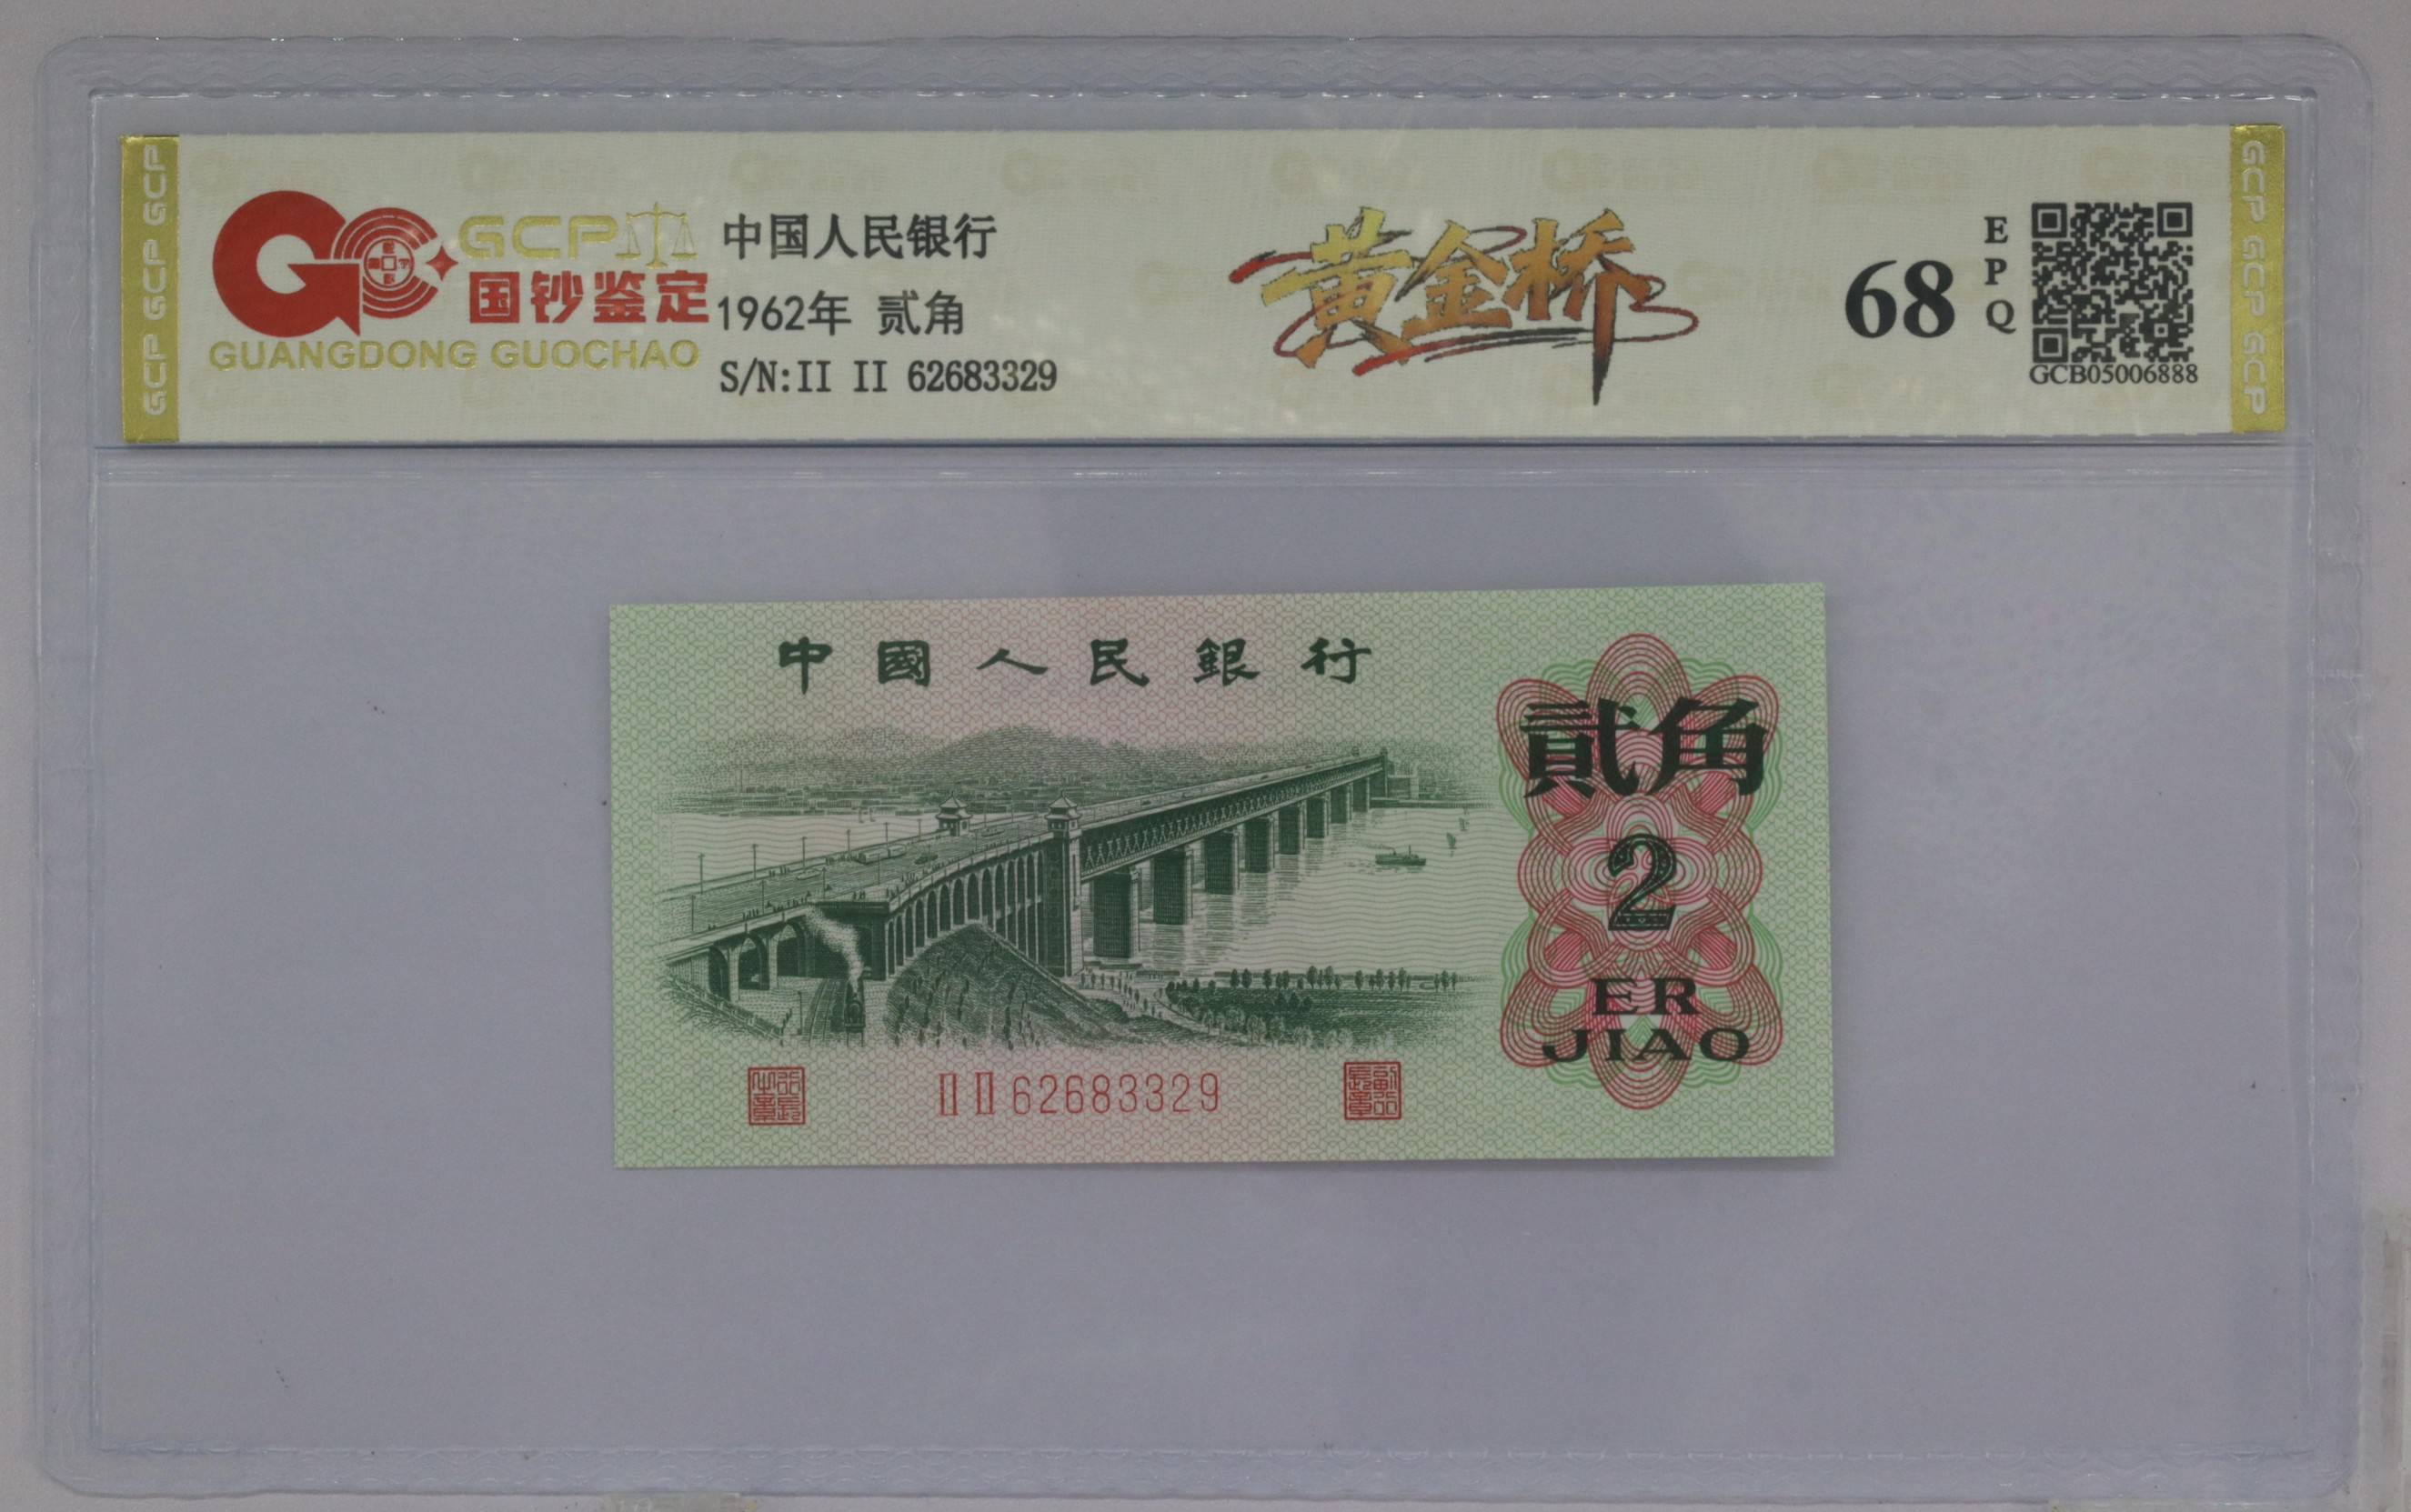 GCP GCP GCP
GCP
国钞鉴定
GUANGDONG GUOCHAO
中国人民银行
1962年 贰角
S/N:II II 62683329
黄金桥
68
EPQ
GCB05006888
GCP GCP GCP
中國人民銀行
貳角
2
ER
JIAO
II II 62683329